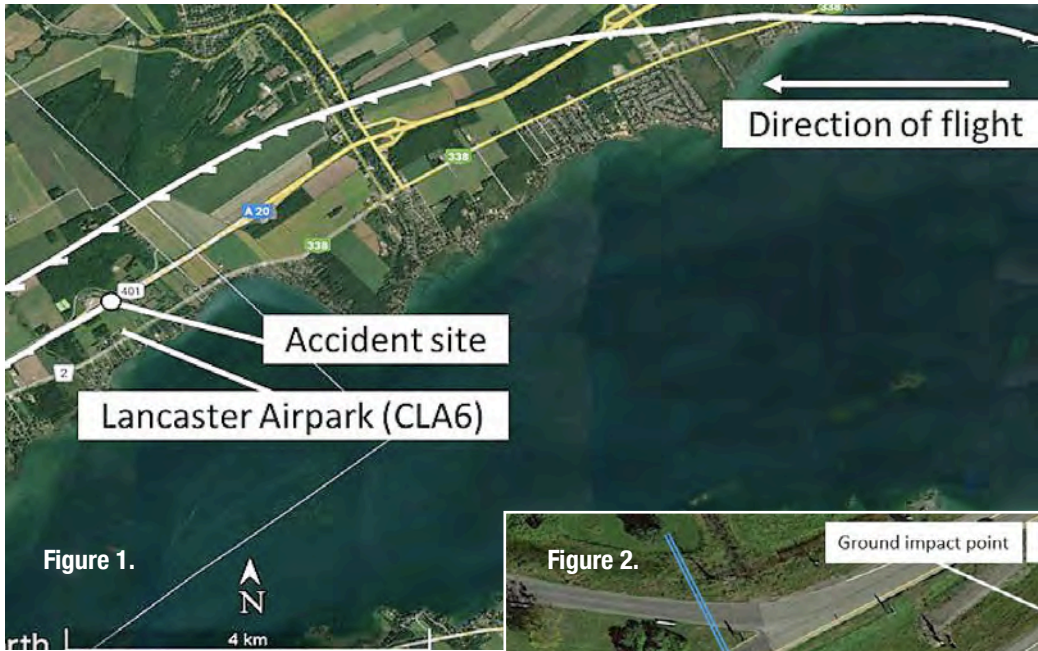 338
Direction of flight
338
A 20
338
401
Accident site
2
Lancaster Airpark (CLA6)
Figure 1.
N
4 km
rth
Figure 2.
Ground impact point